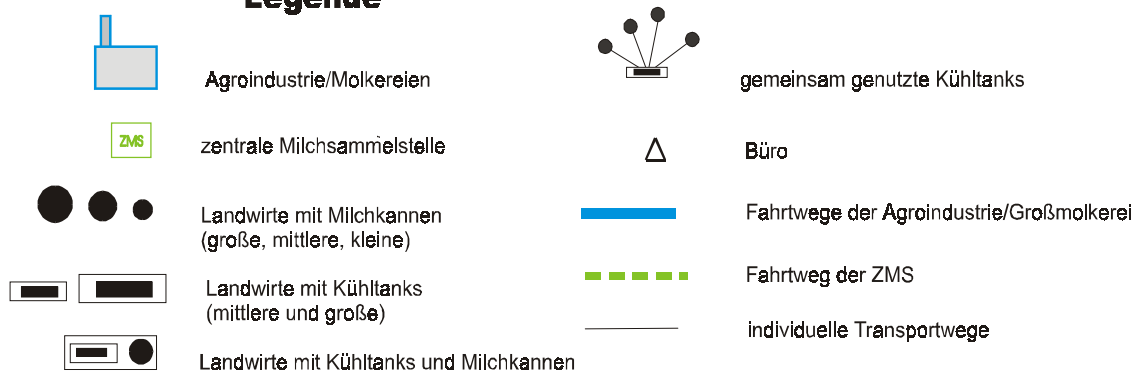 Legende
Agroindustrie/Molkereien
ZMS
zentrale Milchsammelstelle
Landwirte mit Milchkannen
(große, mittlere, kleine)
Landwirte mit Kühltanks
(mittlere und große)
Landwirte mit Kühltanks und Milchkannen
gemeinsam genutzte Kühltanks
Büro
Fahrtwege der Agroindustrie/Großmolkerei
Fahrtweg der ZMS
individuelle Transportwege